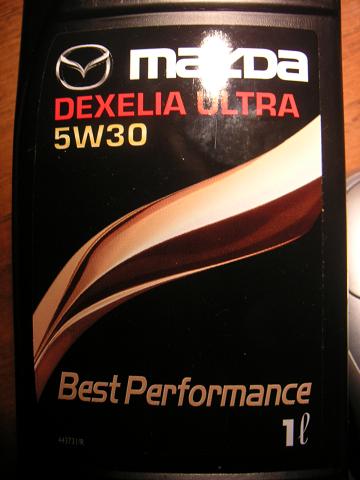 mazda
DEXELIA ULTRA
5W30
Best Performance
1ℓ